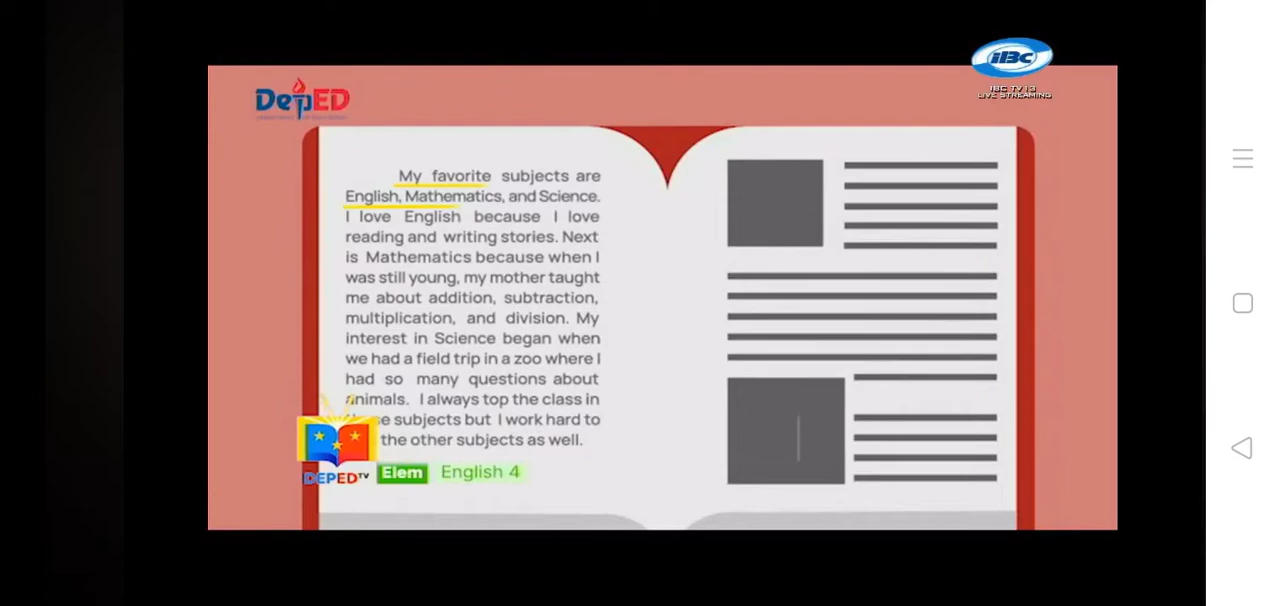 iBC
IBC TV13
LIVE STREAMING
DepED
My favorite subjects are
English, Mathematics, and Science.
I love English because I love
reading and writing stories. Next
is Mathematics because when I
was still young, my mother taught
me about addition, subtraction,
multiplication, and division. My
interest in Science began when
we had a field trip in a zoo where I
had so many questions about
animals. I always top the class in
subjects but I work hard to
the other subjects as well.
DEPED TV
Elem English 4